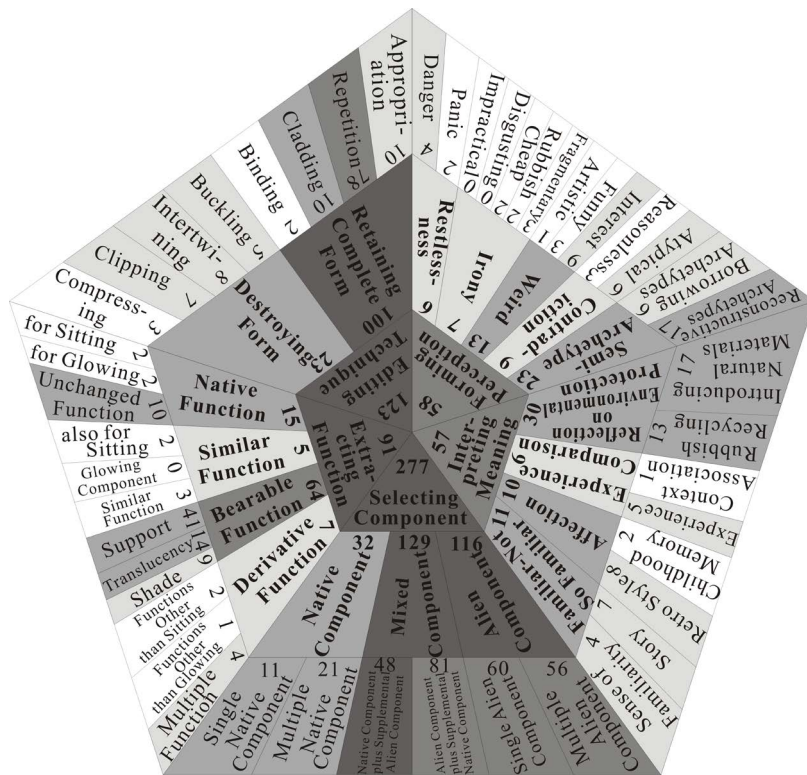 Appropri-
ation
10
Repetition
78
Cladding 10
Binding 2
Buckling 5
Intertwi-
ning 8
Clipping 7
Compress-
ing 3
for Sitting 2
for Glowing 2
Unchanged
Function 10
also for
Sitting 2
Glowing
Component 0
Similar
Function 3
Support 41
Translucency 14
Shade 9
Functions
Other
than Sitting 2
Functions
Other
than Glowing 1
Multiple
Function 4
Danger 4
Panic 2
Impractical 0
Disgusting 0
Cheap 2
Rubbish 2
Fragmentary 3
Artistic 1
Funny 3
Interest 9
Reasonless 3
Atypical 6
Borrowing
Archetypes 6
Reconstructive
Archetypes 17
Introducing
Natural
Materials 17
Rubbish
Recycling 13
Context
Association 1
Experience 5
Childhood
Memory 2
Retro Style 8
Story 7
Sense of
Familiarity 4
Retaining
Complete
Form
100
Destroying
Form
23
Native
Function 15
Similar
Function 5
Bearable
Function 64
Derivative
Function 7
Restless-
ness
6
Irony
7
Weird
13
Contrad-
iction
9
Semi-
Archetype
23
Reflection
on
Environmental
Protection
30
Experience
Comparison
6
Affection
10
Familiar-Not
So Familiar
11
Editing
Technique
123
Forming
Perception
58
Extra-
cting
Function
91
Inter-
preting
Meaning
57
277
Selecting
Component
32
Native
Component
129
Mixed
Component
116
Alien
Component
11
Single
Native
Component
21
Multiple
Native
Component
48
Native Component
plus Supplemental
Alien Component
81
Alien Component
plus Supplemental
Native Component
60
Single Alien
Component
56
Multiple
Alien
Component